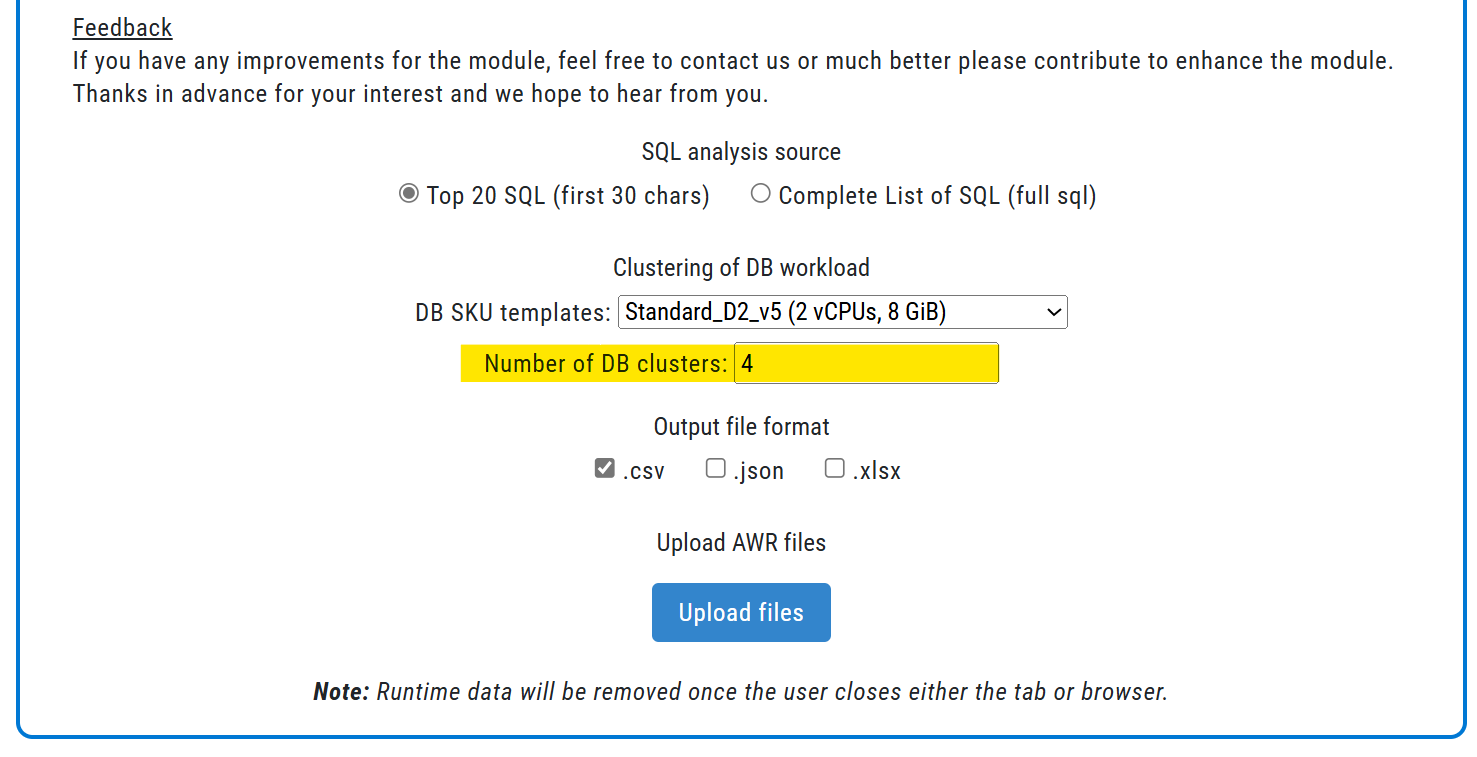 Feedback
If you have any improvements for the module, feel free to contact us or much better please contribute to enhance the module.
Thanks in advance for your interest and we hope to hear from you.
SQL analysis source
Top 20 SQL (first 30 chars) Complete List of SQL (full sql)
Clustering of DB workload
DB SKU templates: Standard_D2_v5 (2 vCPUs, 8 GiB)
Number of DB clusters: 4
Output file format
.csv .json .xlsx
Upload AWR files
Upload files
Note: Runtime data will be removed once the user closes either the tab or browser.